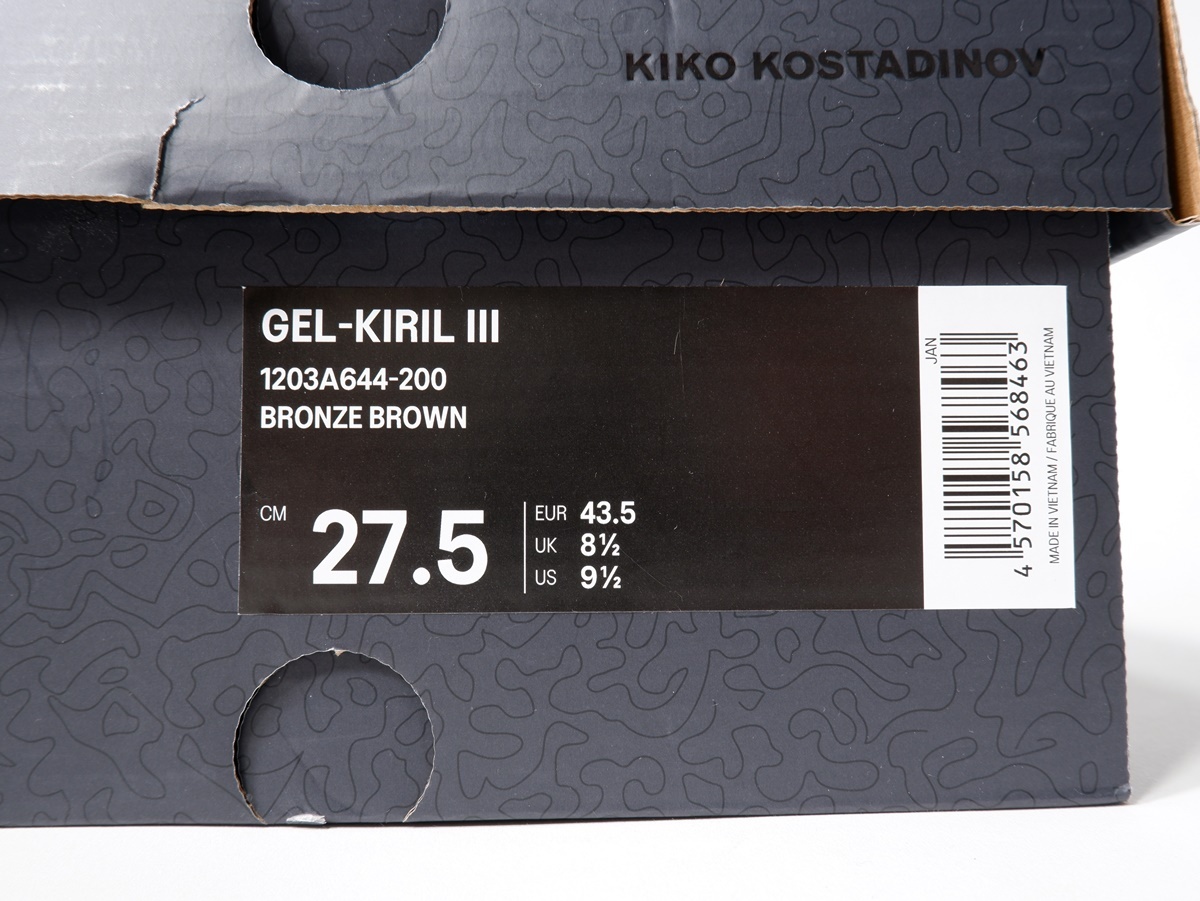 KIKO KOSTADINOV
GEL-KIRIL III
1203A644-200
BRONZE BROWN
CM 27.5
EUR 43.5
UK 8½
US 9½
JAN
4 570158 568463
MADE IN VIETNAM / FABRIQUE AU VIETNAM